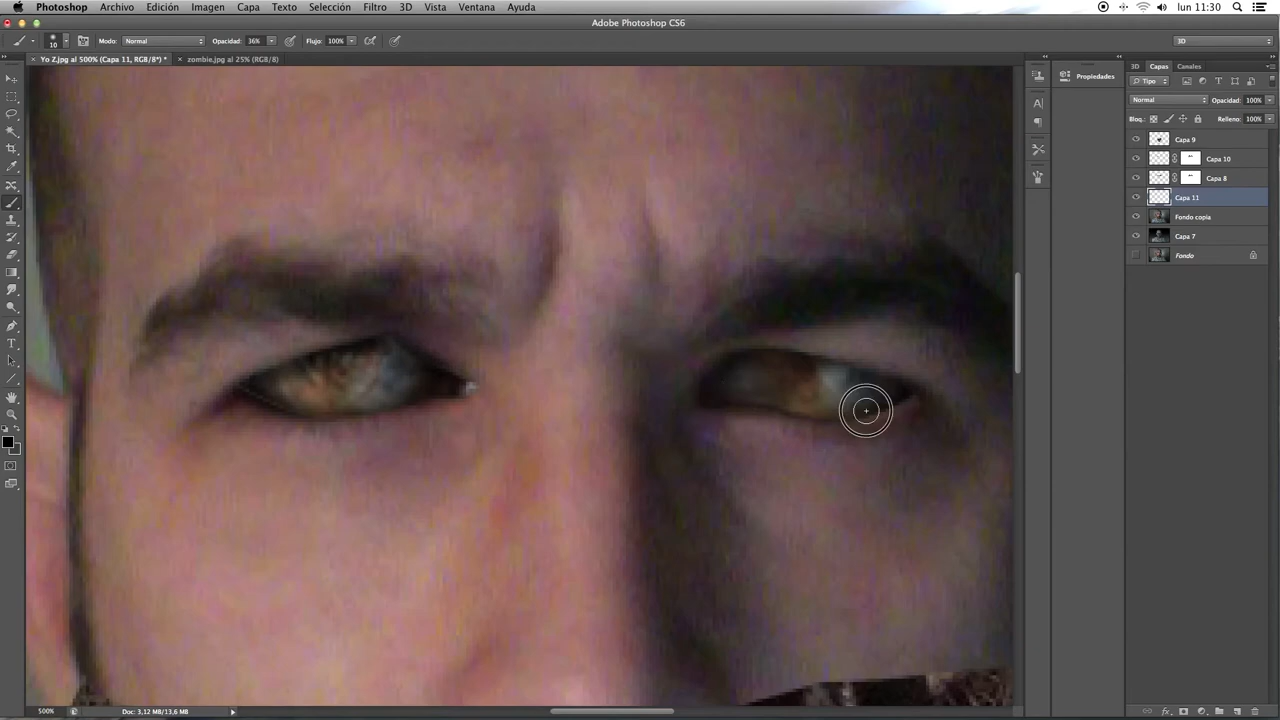 Photoshop Archivo Edición Imagen Capa Texto Selección Filtro 3D Vista Ventana Ayuda lun 11:30
Adobe Photoshop CS6
10 Modo: Normal Opacidad: 36% Flujo: 100% 3D
× Yo Z.jpg al 500% (Capa 11, RGB/8*) * × zombie.jpg al 25% (RGB/8)
3D Capas Canales
Propiedades
Tipo
Normal Opacidad: 100%
Bloq.: Relleno: 100%
Capa 9
Capa 10
Capa 8
Capa 11
Fondo copia
Capa 7
Fondo
500% Doc: 3,12 MB/13,6 MB